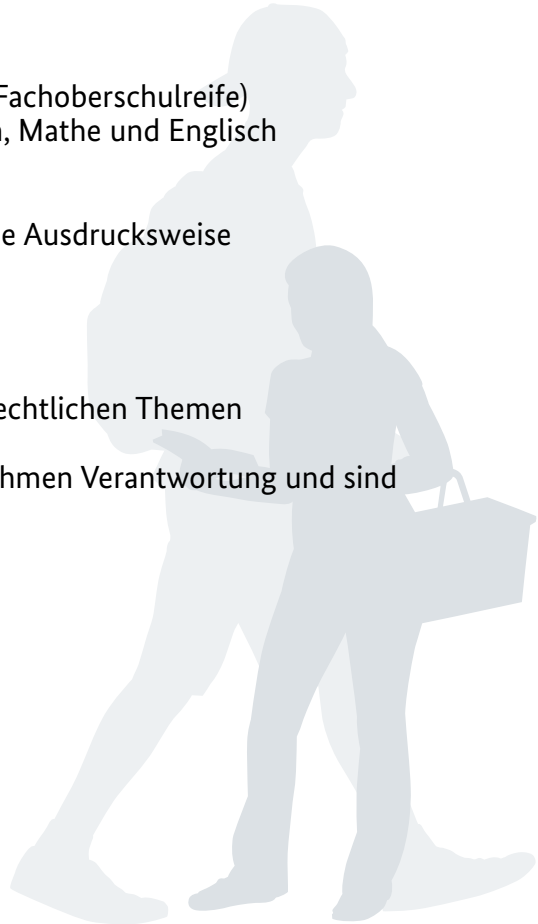 Fachoberschulreife)
, Mathe und Englisch
e Ausdrucksweise
echtlichen Themen
hmen Verantwortung und sind